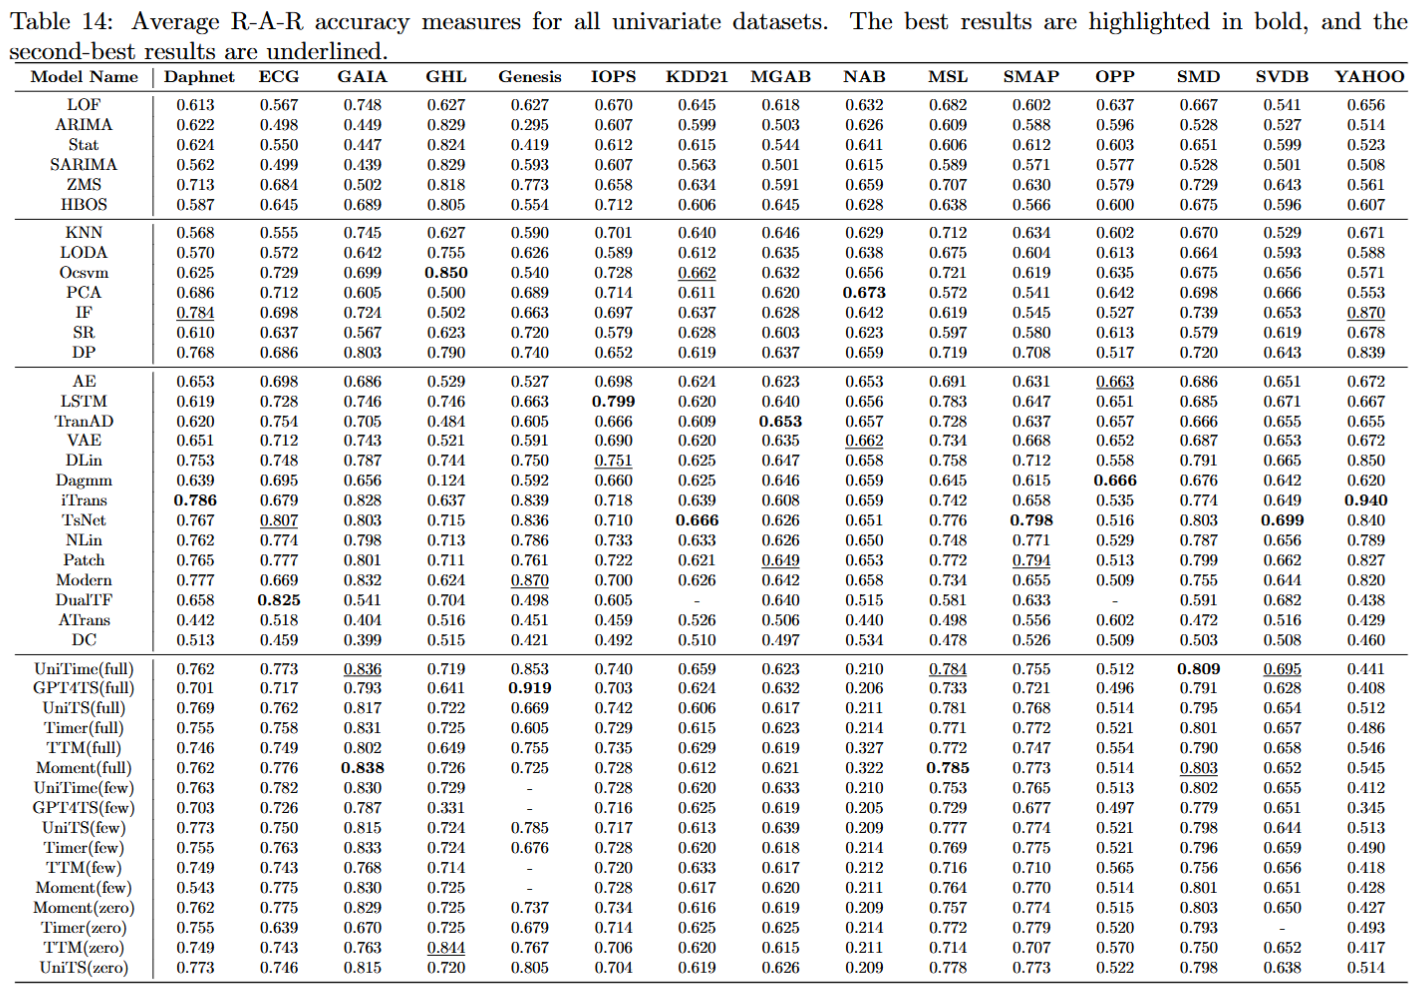 Table 14: Average R-A-R accuracy measures for all univariate datasets. The best results are highlighted in bold, and the
second-best results are underlined.
Model Name Daphnet ECG GAIA GHL Genesis IOPS KDD21 MGAB NAB MSL SMAP OPP SMD SVDB YAHOO
LOF 0.613 0.567 0.748 0.627 0.627 0.670 0.645 0.618 0.632 0.682 0.602 0.637 0.667 0.541 0.656
ARIMA 0.622 0.498 0.449 0.829 0.295 0.607 0.599 0.503 0.626 0.609 0.588 0.596 0.528 0.527 0.514
Stat 0.624 0.550 0.447 0.824 0.419 0.612 0.615 0.544 0.641 0.606 0.612 0.603 0.651 0.599 0.523
SARIMA 0.562 0.499 0.439 0.829 0.593 0.607 0.563 0.501 0.615 0.589 0.571 0.577 0.528 0.501 0.508
ZMS 0.713 0.684 0.502 0.818 0.773 0.658 0.634 0.591 0.659 0.707 0.630 0.579 0.729 0.643 0.561
HBOS 0.587 0.645 0.689 0.805 0.554 0.712 0.606 0.645 0.628 0.638 0.566 0.600 0.675 0.596 0.607
KNN 0.568 0.555 0.745 0.627 0.590 0.701 0.640 0.646 0.629 0.712 0.634 0.602 0.670 0.529 0.671
LODA 0.570 0.572 0.642 0.755 0.626 0.589 0.612 0.635 0.638 0.675 0.604 0.613 0.664 0.593 0.588
Ocsvm 0.625 0.729 0.699 0.850 0.540 0.728 0.662 0.632 0.656 0.721 0.619 0.635 0.675 0.656 0.571
PCA 0.686 0.712 0.605 0.500 0.689 0.714 0.611 0.620 0.673 0.572 0.541 0.642 0.698 0.666 0.553
IF 0.784 0.698 0.724 0.502 0.663 0.697 0.637 0.628 0.642 0.619 0.545 0.527 0.739 0.653 0.870
SR 0.610 0.637 0.567 0.623 0.720 0.579 0.628 0.603 0.623 0.597 0.580 0.613 0.579 0.619 0.678
DP 0.768 0.686 0.803 0.790 0.740 0.652 0.619 0.637 0.659 0.719 0.708 0.517 0.720 0.643 0.839
AE 0.653 0.698 0.686 0.529 0.527 0.698 0.624 0.623 0.653 0.691 0.631 0.663 0.686 0.651 0.672
LSTM 0.619 0.728 0.746 0.746 0.663 0.799 0.620 0.640 0.656 0.783 0.647 0.651 0.685 0.671 0.667
TranAD 0.620 0.754 0.705 0.484 0.605 0.666 0.609 0.653 0.657 0.728 0.637 0.657 0.666 0.655 0.655
VAE 0.651 0.712 0.743 0.521 0.591 0.690 0.620 0.635 0.662 0.734 0.668 0.652 0.687 0.653 0.672
DLin 0.753 0.748 0.787 0.744 0.750 0.751 0.625 0.647 0.658 0.758 0.712 0.558 0.791 0.665 0.850
Dagmm 0.639 0.695 0.656 0.124 0.592 0.660 0.625 0.646 0.659 0.645 0.615 0.666 0.676 0.642 0.620
iTrans 0.786 0.679 0.828 0.637 0.839 0.718 0.639 0.608 0.659 0.742 0.658 0.535 0.774 0.649 0.940
TsNet 0.767 0.807 0.803 0.715 0.836 0.710 0.666 0.626 0.651 0.776 0.798 0.516 0.803 0.699 0.840
NLin 0.762 0.774 0.798 0.713 0.786 0.733 0.633 0.626 0.650 0.748 0.771 0.529 0.787 0.656 0.789
Patch 0.765 0.777 0.801 0.711 0.761 0.722 0.621 0.649 0.653 0.772 0.794 0.513 0.799 0.662 0.827
Modern 0.777 0.669 0.832 0.624 0.870 0.700 0.626 0.642 0.658 0.734 0.655 0.509 0.755 0.644 0.820
DualTF 0.658 0.825 0.541 0.704 0.498 0.605 - 0.640 0.515 0.581 0.633 - 0.591 0.682 0.438
ATrans 0.442 0.518 0.404 0.516 0.451 0.459 0.526 0.506 0.440 0.498 0.556 0.602 0.472 0.516 0.429
DC 0.513 0.459 0.399 0.515 0.421 0.492 0.510 0.497 0.534 0.478 0.526 0.509 0.503 0.508 0.460
UniTime(full) 0.762 0.773 0.836 0.719 0.853 0.740 0.659 0.623 0.210 0.784 0.755 0.512 0.809 0.695 0.441
GPT4TS(full) 0.701 0.717 0.793 0.641 0.919 0.703 0.624 0.632 0.206 0.733 0.721 0.496 0.791 0.628 0.408
UniTS(full) 0.769 0.762 0.817 0.722 0.669 0.742 0.606 0.617 0.211 0.781 0.768 0.514 0.795 0.654 0.512
Timer(full) 0.755 0.758 0.831 0.725 0.605 0.729 0.615 0.623 0.214 0.771 0.772 0.521 0.801 0.657 0.486
TTM(full) 0.746 0.749 0.802 0.649 0.755 0.735 0.629 0.619 0.327 0.772 0.747 0.554 0.790 0.658 0.546
Moment(full) 0.762 0.776 0.838 0.726 0.725 0.728 0.612 0.621 0.322 0.785 0.773 0.514 0.803 0.652 0.545
UniTime(few) 0.763 0.782 0.830 0.729 - 0.728 0.620 0.633 0.210 0.753 0.765 0.513 0.802 0.655 0.412
GPT4TS(few) 0.703 0.726 0.787 0.331 - 0.716 0.625 0.619 0.205 0.729 0.677 0.497 0.779 0.651 0.345
UniTS(few) 0.773 0.750 0.815 0.724 0.785 0.717 0.613 0.639 0.209 0.777 0.774 0.521 0.798 0.644 0.513
Timer(few) 0.755 0.763 0.833 0.724 0.676 0.728 0.620 0.618 0.214 0.769 0.775 0.521 0.796 0.659 0.490
TTM(few) 0.749 0.743 0.768 0.714 - 0.720 0.633 0.617 0.212 0.716 0.710 0.565 0.756 0.656 0.418
Moment(few) 0.543 0.775 0.830 0.725 - 0.728 0.617 0.620 0.211 0.764 0.770 0.514 0.801 0.651 0.428
Moment(zero) 0.762 0.775 0.829 0.725 0.737 0.734 0.616 0.619 0.209 0.757 0.774 0.515 0.803 0.650 0.427
Timer(zero) 0.755 0.639 0.670 0.725 0.679 0.714 0.625 0.625 0.214 0.772 0.779 0.520 0.793 - 0.493
TTM(zero) 0.749 0.743 0.763 0.844 0.767 0.706 0.620 0.615 0.211 0.714 0.707 0.570 0.750 0.652 0.417
UniTS(zero) 0.773 0.746 0.815 0.720 0.805 0.704 0.619 0.626 0.209 0.778 0.773 0.522 0.798 0.638 0.514